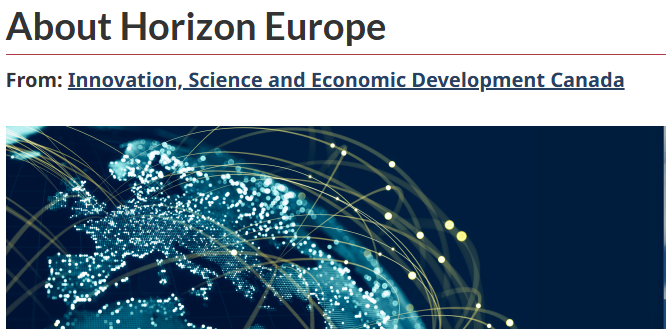 About Horizon Europe
From: Innovation, Science and Economic Development Canada